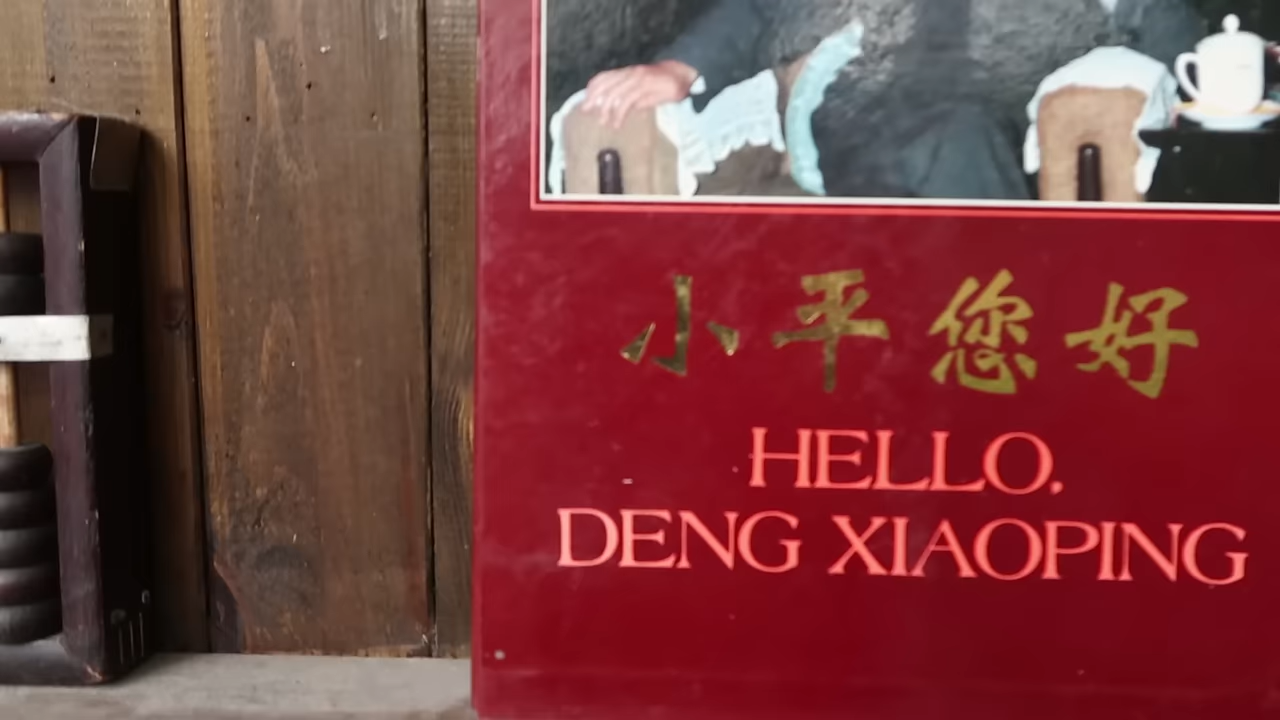 小平您好
HELLO,
DENG XIAOPING